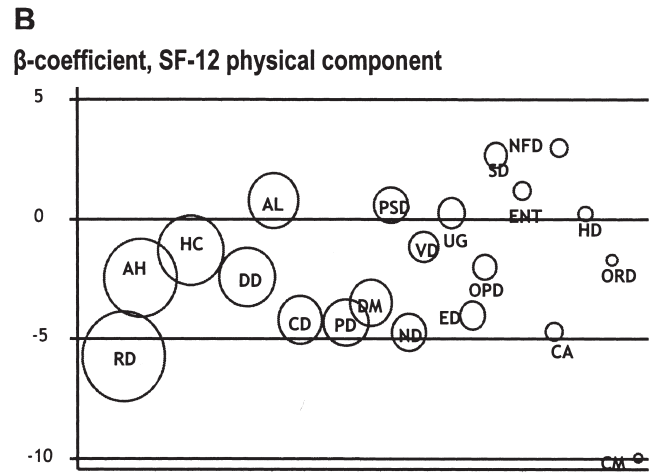 B
β-coefficient, SF-12 physical component
5
NFD
SD
AL
PSD
ENT
0
HD
UG
HC
VD
AH
ORD
DD
OPD
DM
ED
CD
PD
ND
-5
CA
RD
-10
CM